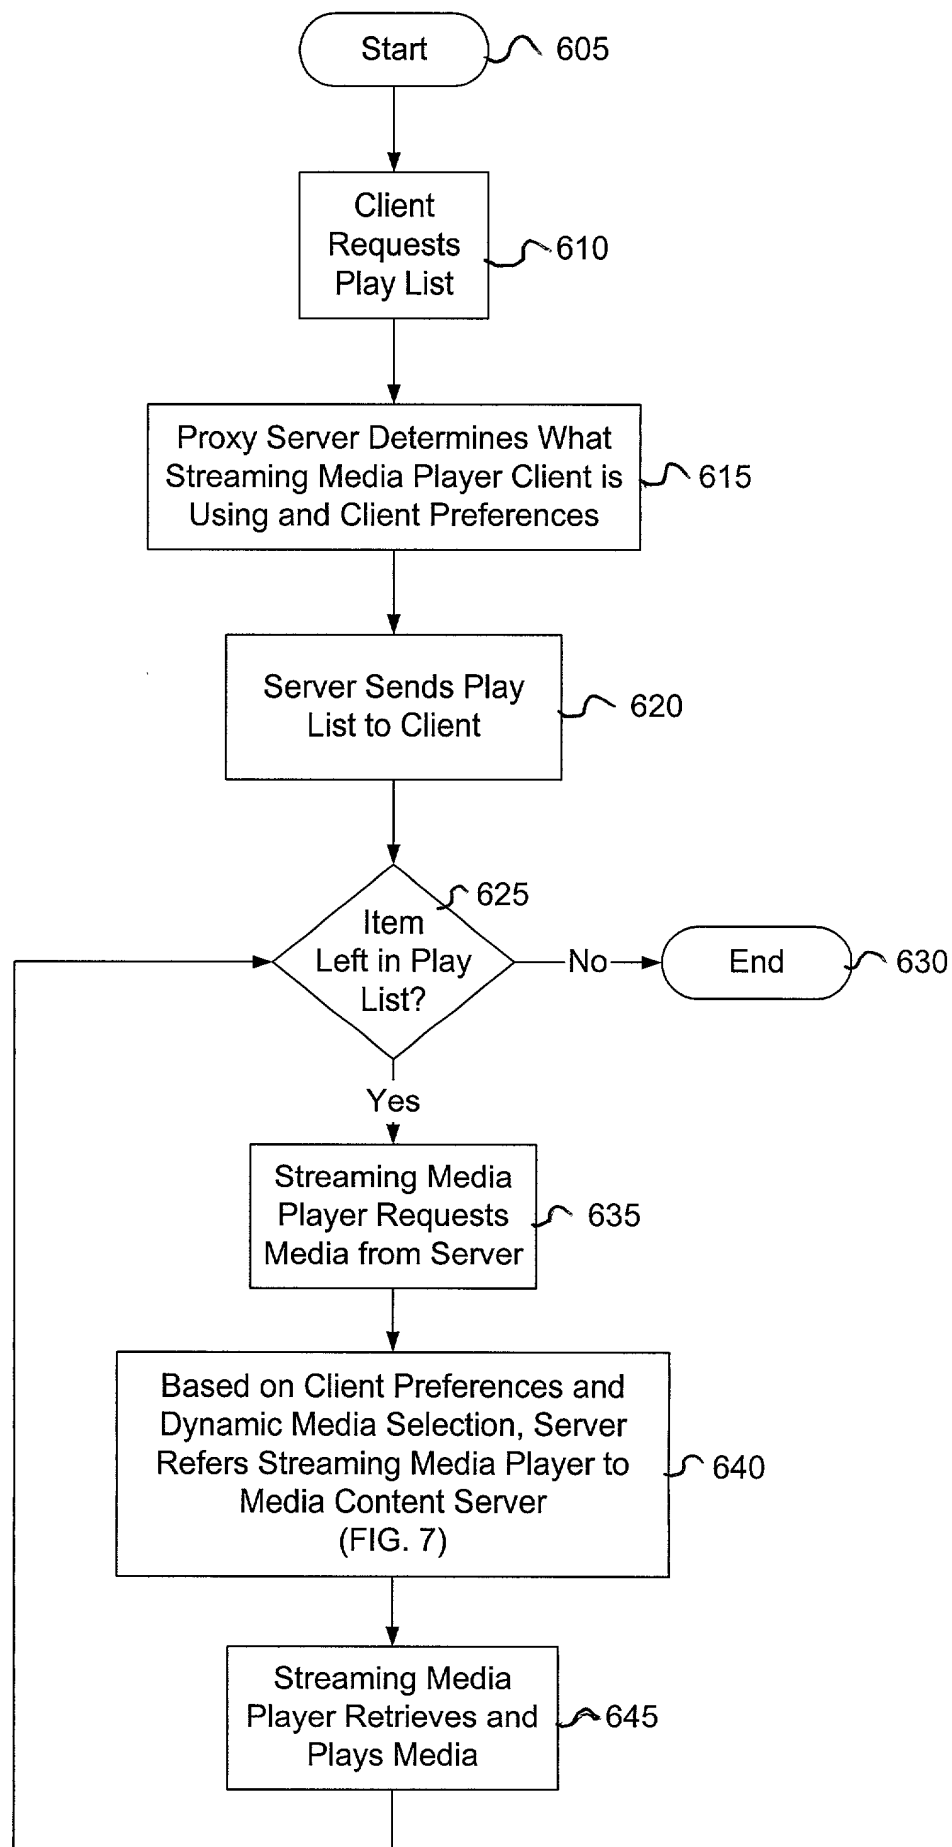 Start
605
Client
Requests
Play List
610
Proxy Server Determines What
Streaming Media Player Client is
Using and Client Preferences
615
Server Sends Play
List to Client
620
625
Item
Left in Play
List?
No
End
630
Yes
Streaming Media
Player Requests
Media from Server
635
Based on Client Preferences and
Dynamic Media Selection, Server
Refers Streaming Media Player to
Media Content Server
(FIG. 7)
640
Streaming Media
Player Retrieves and
Plays Media
645